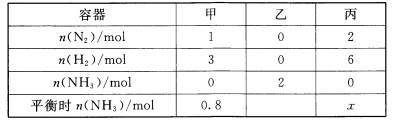 容器 甲 乙 丙
n(N₂)/mol 1 0 2
n(H₂)/mol 3 0 6
n(NH₃)/mol 0 2 0
平衡时 n(NH₃)/mol 0.8 x